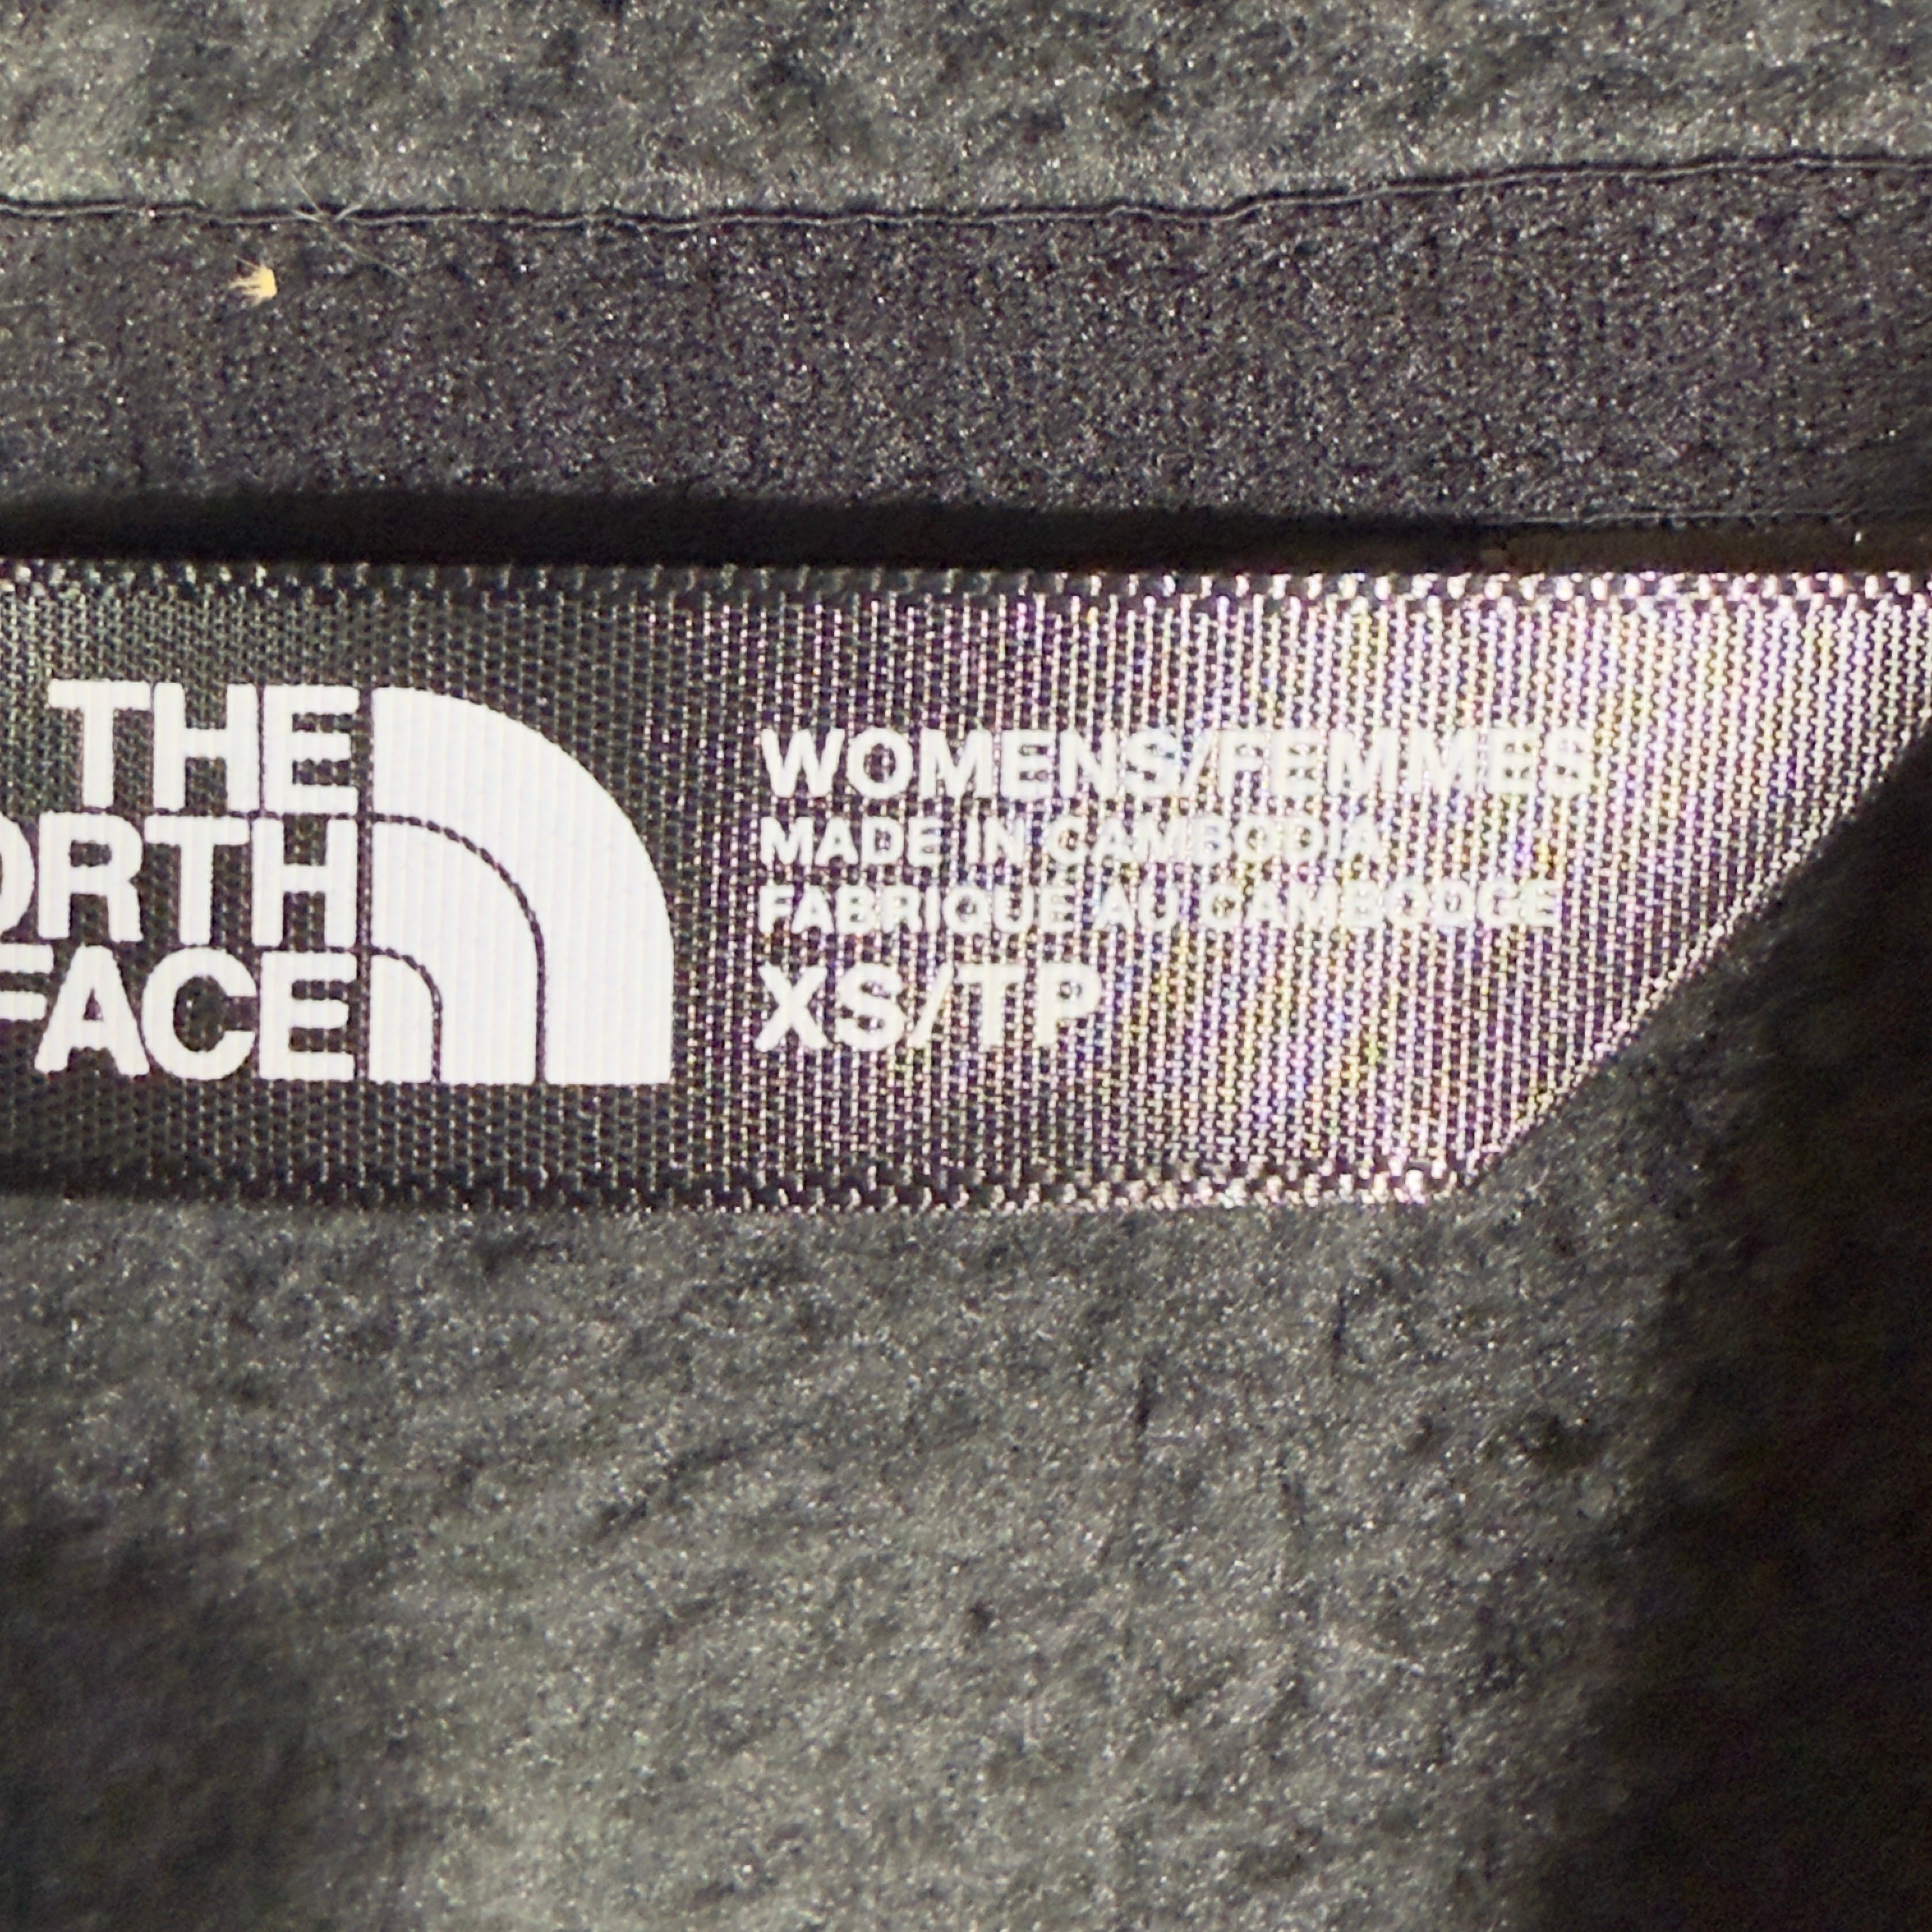 THE
ORTH
FACE
WOMENS/FEMMES
MADE IN CAMBODIA
FABRIQUE AU CAMBODGE
XS/TP